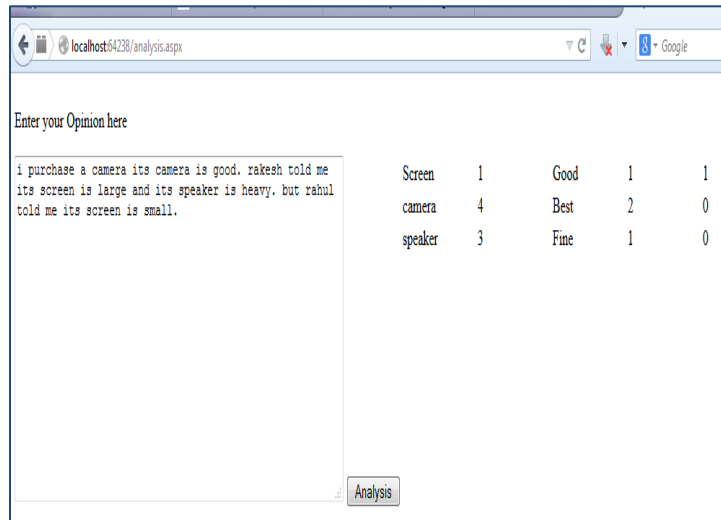 localhost:64238/analysis.aspx
Google
Enter your Opinion here
i purchase a camera its camera is good. rakesh told me
its screen is large and its speaker is heavy. but rahul
told me its screen is small.
Screen 1 Good 1 1
camera 4 Best 2 0
speaker 3 Fine 1 0
Analysis